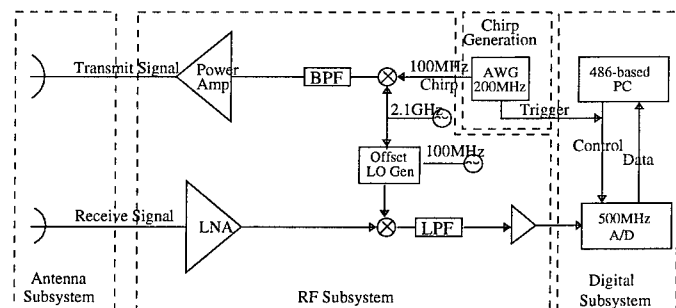 Chirp
Generation
Transmit Signal
Power
Amp
BPF
100MHz
Chirp
AWG
200MHz
486-based
PC
Trigger
2.1GHz
Control
Data
Offset
LO Gen
100MHz
Receive Signal
LNA
LPF
500MHz
A/D
Antenna
Subsystem
RF Subsystem
Digital
Subsystem